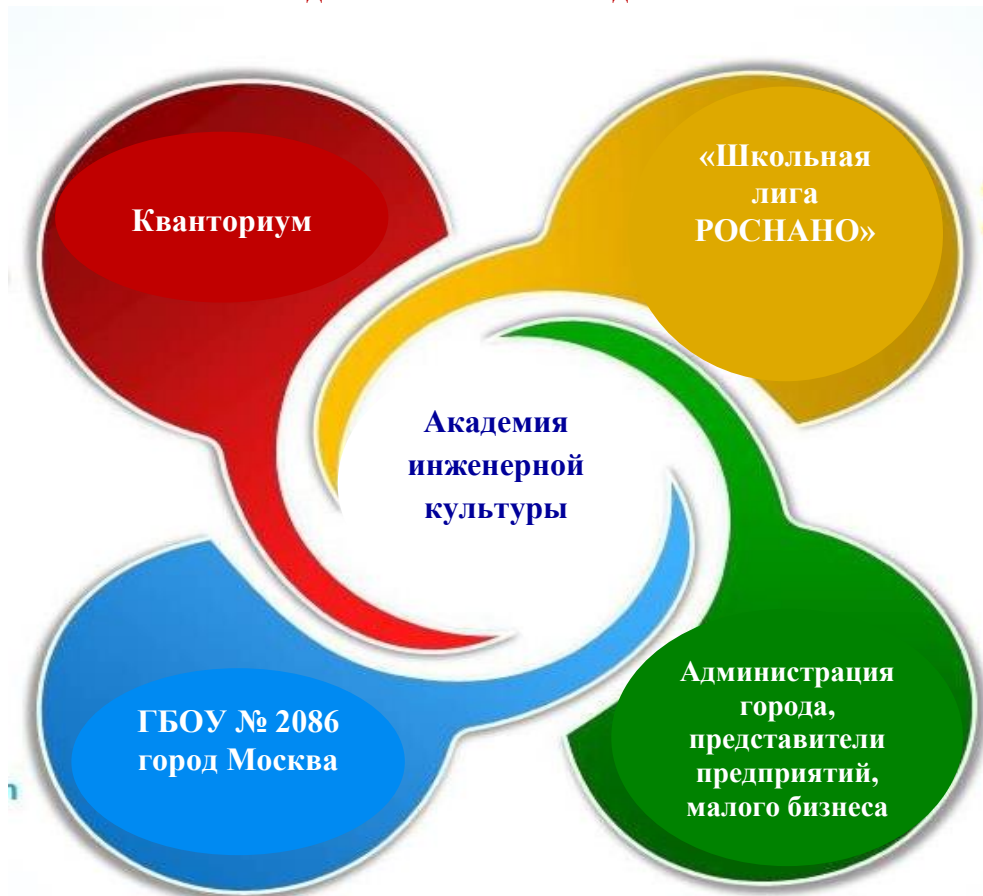 Кванториум
«Школьная
лига
РОСНАНО»
Академия
инженерной
культуры
ГБОУ № 2086
город Москва
Администрация
города,
представители
предприятий,
малого бизнеса